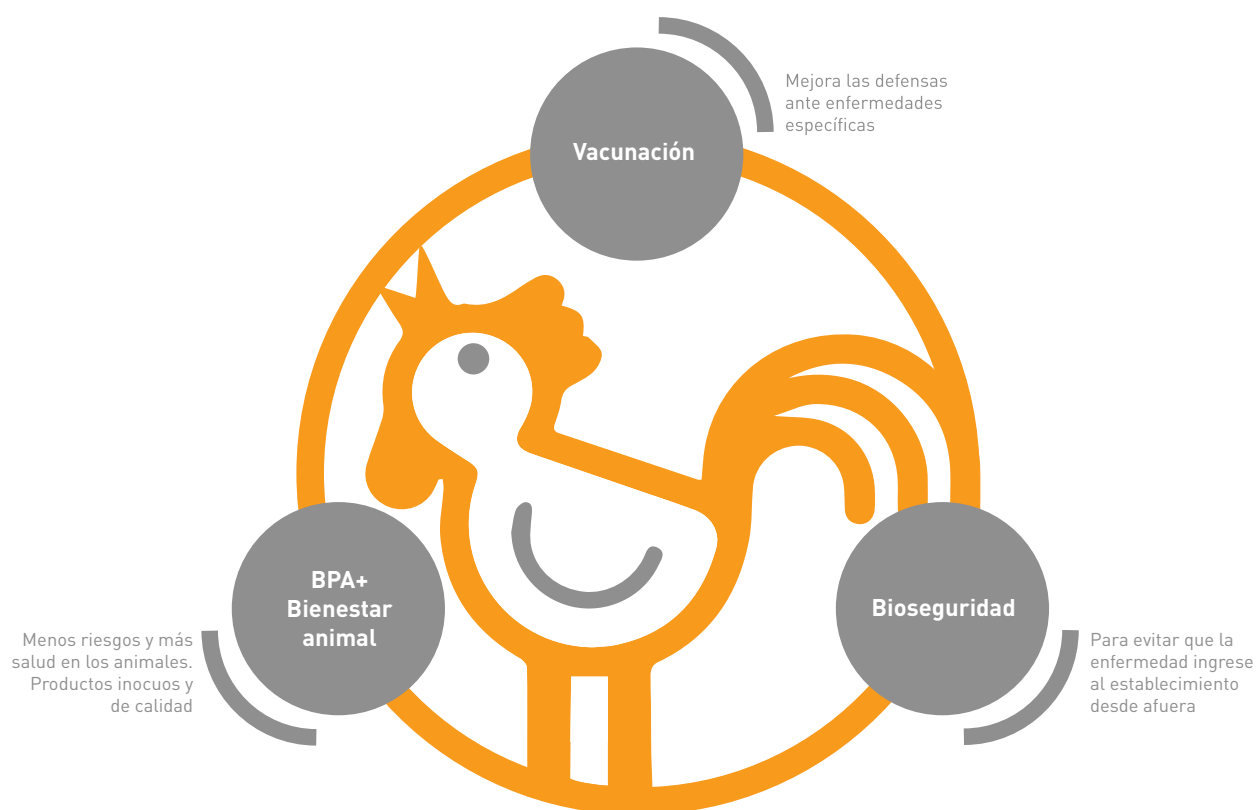 Vacunación
Mejora las defensas
ante enfermedades
específicas
BPA+
Bienestar
animal
Menos riesgos y más
salud en los animales.
Productos inocuos y
de calidad
Bioseguridad
Para evitar que la
enfermedad ingrese
al establecimiento
desde afuera